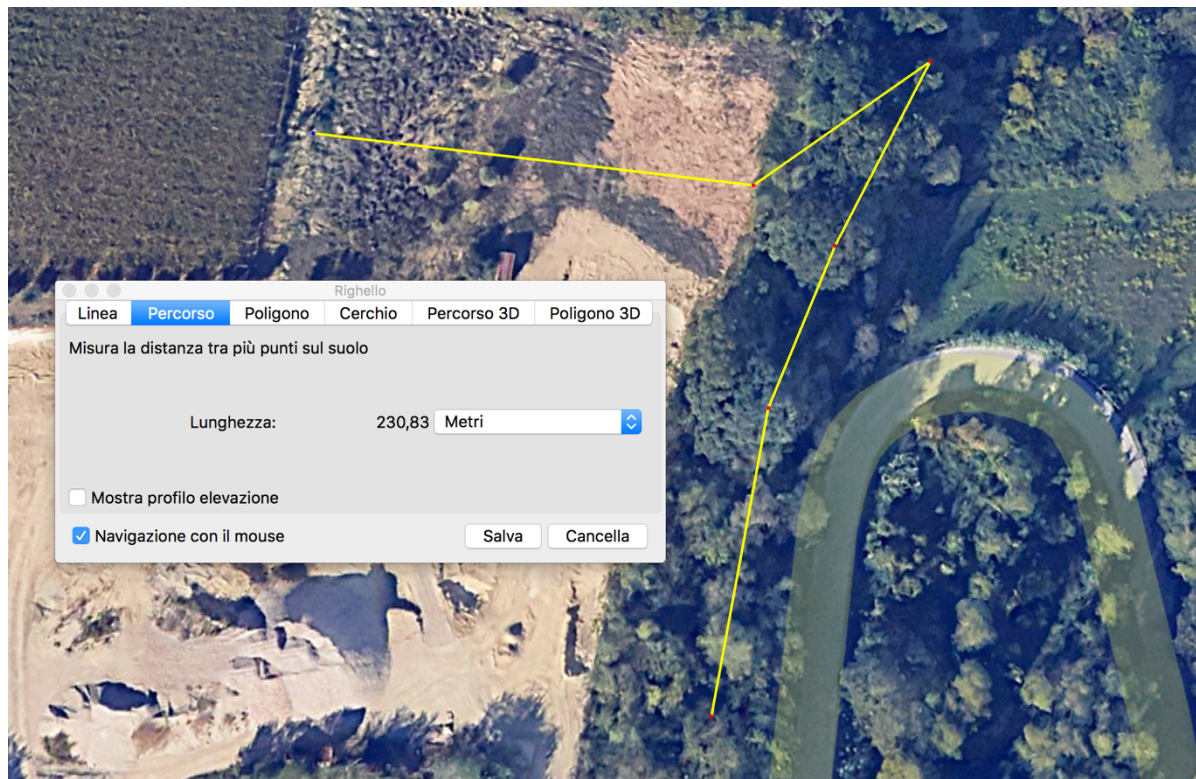 Righello
Linea Percorso Poligono Cerchio Percorso 3D Poligono 3D
Misura la distanza tra più punti sul suolo
Lunghezza: 230,83 Metri
Mostra profilo elevazione
Navigazione con il mouse Salva Cancella